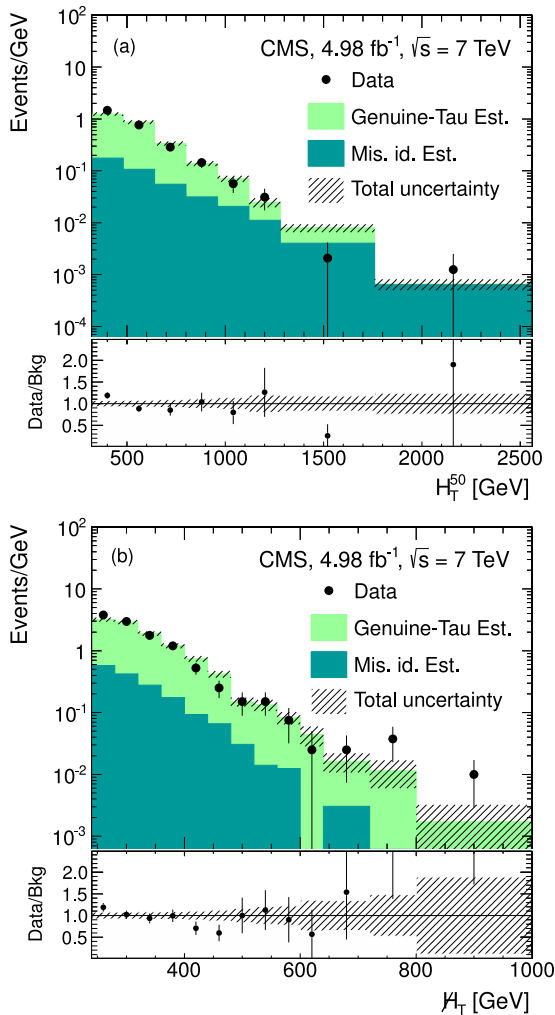 Events/GeV
10²
(a)
CMS, 4.98 fb⁻¹, √s = 7 TeV
10
Data
1
Genuine-Tau Est.
10⁻¹
Mis. id. Est.
10⁻²
Total uncertainty
10⁻³
10⁻⁴
Data/Bkg
2.0
1.5
1.0
0.5
500 1000 1500 2000 2500
H_T^50 [GeV]
Events/GeV
10²
(b)
CMS, 4.98 fb⁻¹, √s = 7 TeV
10
Data
1
Genuine-Tau Est.
Mis. id. Est.
10⁻¹
Total uncertainty
10⁻²
10⁻³
Data/Bkg
2.0
1.5
1.0
0.5
400 600 800 1000
H̸_T [GeV]